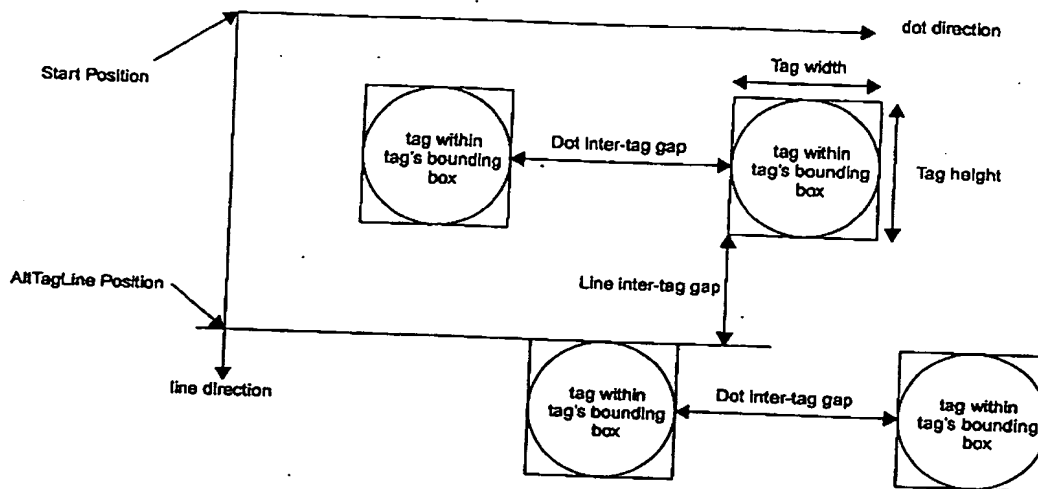 dot direction
Start Position
Tag width
tag within
tag's bounding
box
Dot inter-tag gap
tag within
tag's bounding
box
Tag height
AltTagLine Position
Line inter-tag gap
line direction
tag within
tag's bounding
box
Dot inter-tag gap
tag within
tag's bounding
box